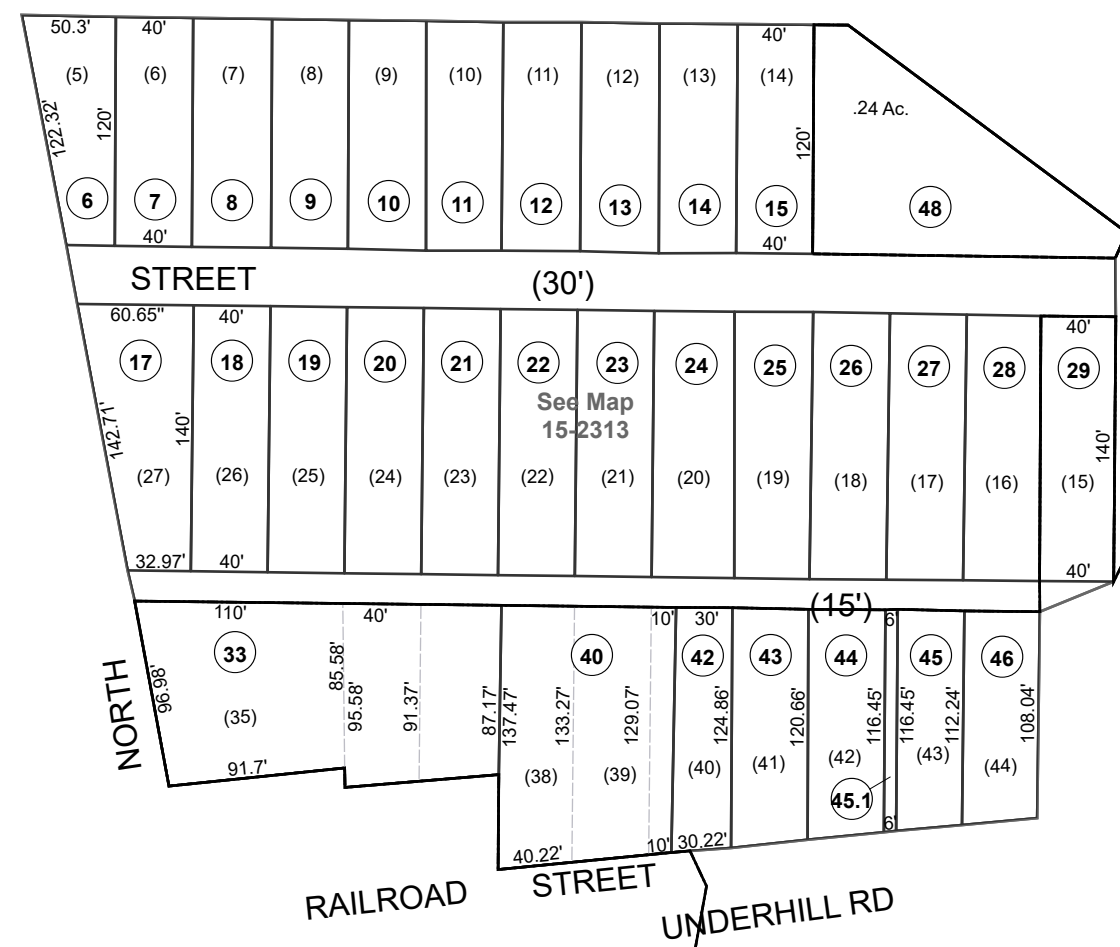 50.3' 40' 40'
(5) (6) (7) (8) (9) (10) (11) (12) (13) (14)
.24 Ac.
122.32' 120' 120'
6 7 8 9 10 11 12 13 14 15 48
40' 40'
STREET (30')
60.65" 40' 40'
17 18 19 20 21 22 23 24 25 26 27 28 29
See Map
15-2313
142.71' 140' 140'
(27) (26) (25) (24) (23) (22) (21) (20) (19) (18) (17) (16) (15)
32.97' 40' 40'
(15')
110' 40' 10' 30' 6'
33 40 42 43 44 45 46
NORTH
96.98' 85.58' 95.58' 91.37' 87.17' 137.47' 133.27' 129.07' 124.86' 120.66' 116.45' 116.45' 112.24' 108.04'
(35) (38) (39) (40) (41) (42) (43) (44)
91.7'
45.1
40.22' 10' 30.22' 6'
RAILROAD STREET
UNDERHILL RD